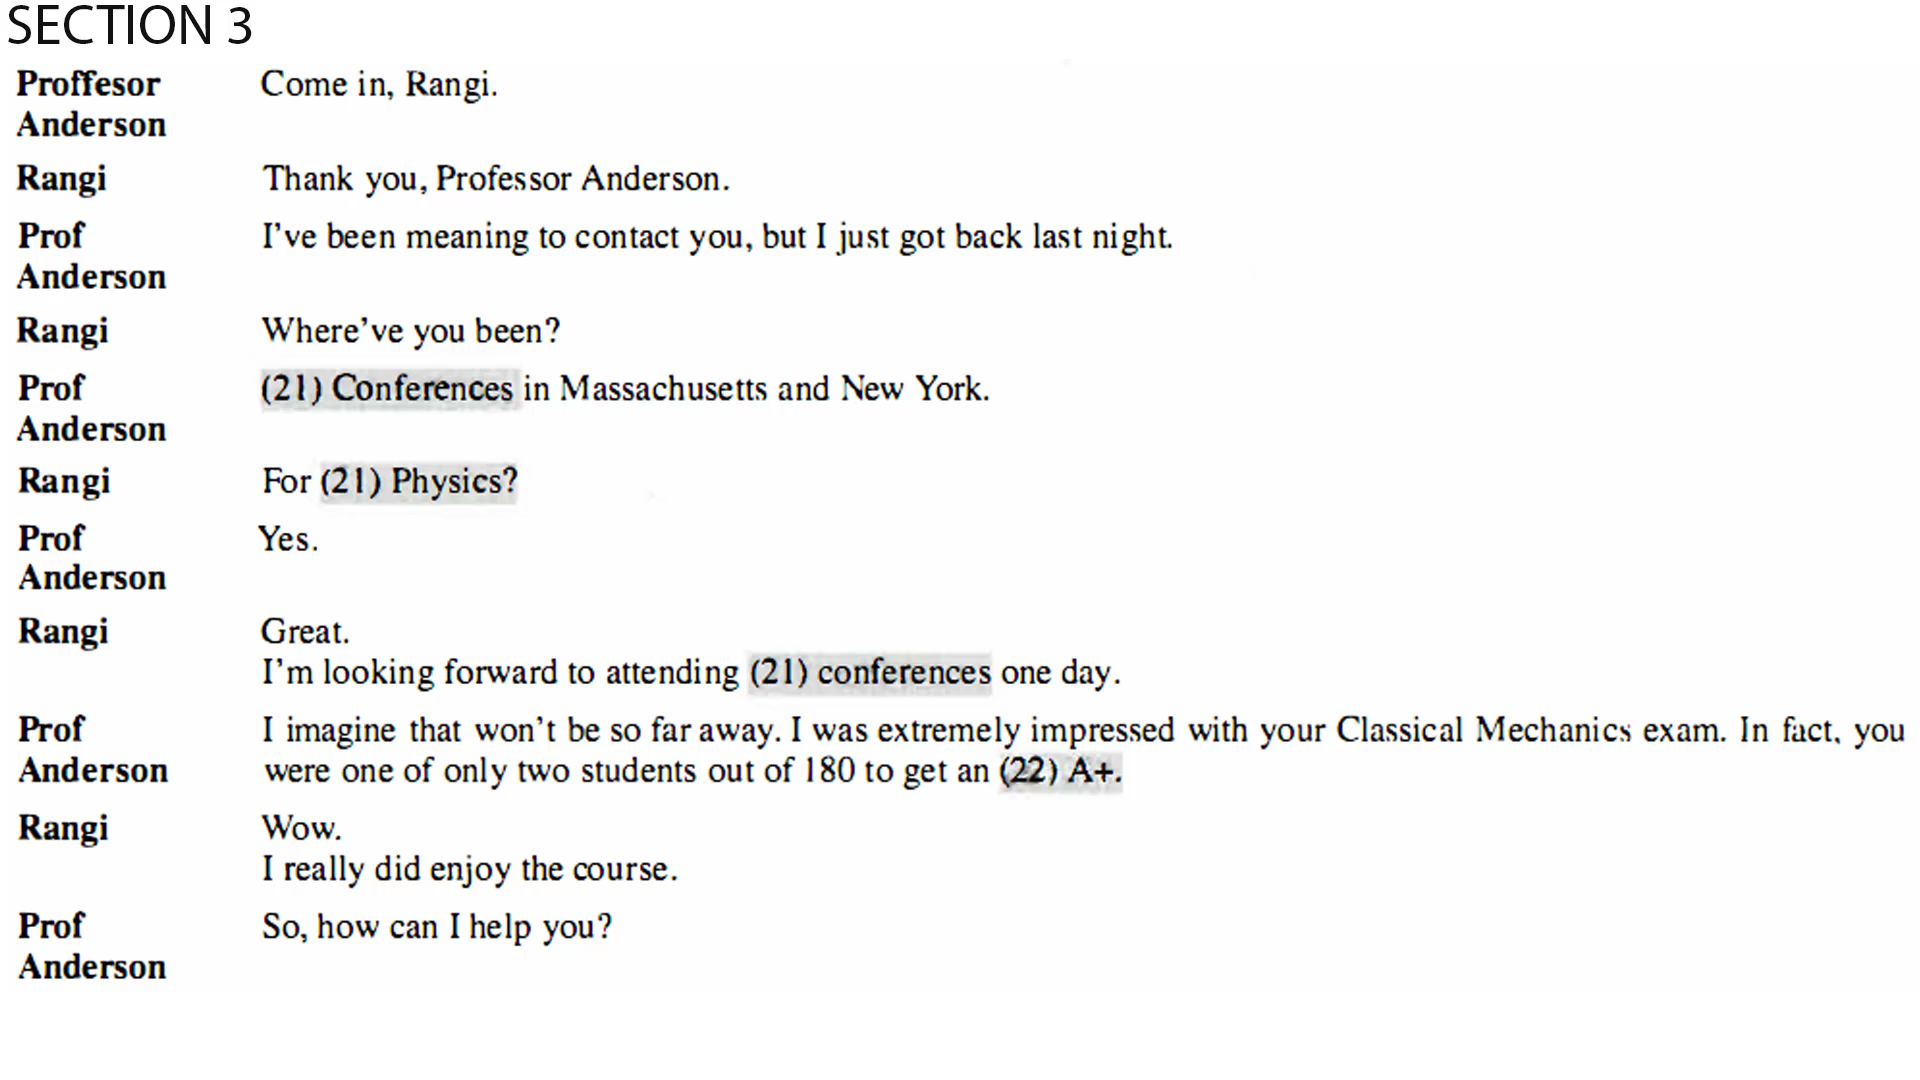 SECTION 3
Proffesor Come in, Rangi.
Anderson
Rangi Thank you, Professor Anderson.
Prof I've been meaning to contact you, but I just got back last night.
Anderson
Rangi Where've you been?
Prof (21) Conferences in Massachusetts and New York.
Anderson
Rangi For (21) Physics?
Prof Yes.
Anderson
Rangi Great.
I'm looking forward to attending (21) conferences one day.
Prof I imagine that won't be so far away. I was extremely impressed with your Classical Mechanics exam. In fact, you
Anderson were one of only two students out of 180 to get an (22) A+.
Rangi Wow.
I really did enjoy the course.
Prof So, how can I help you?
Anderson